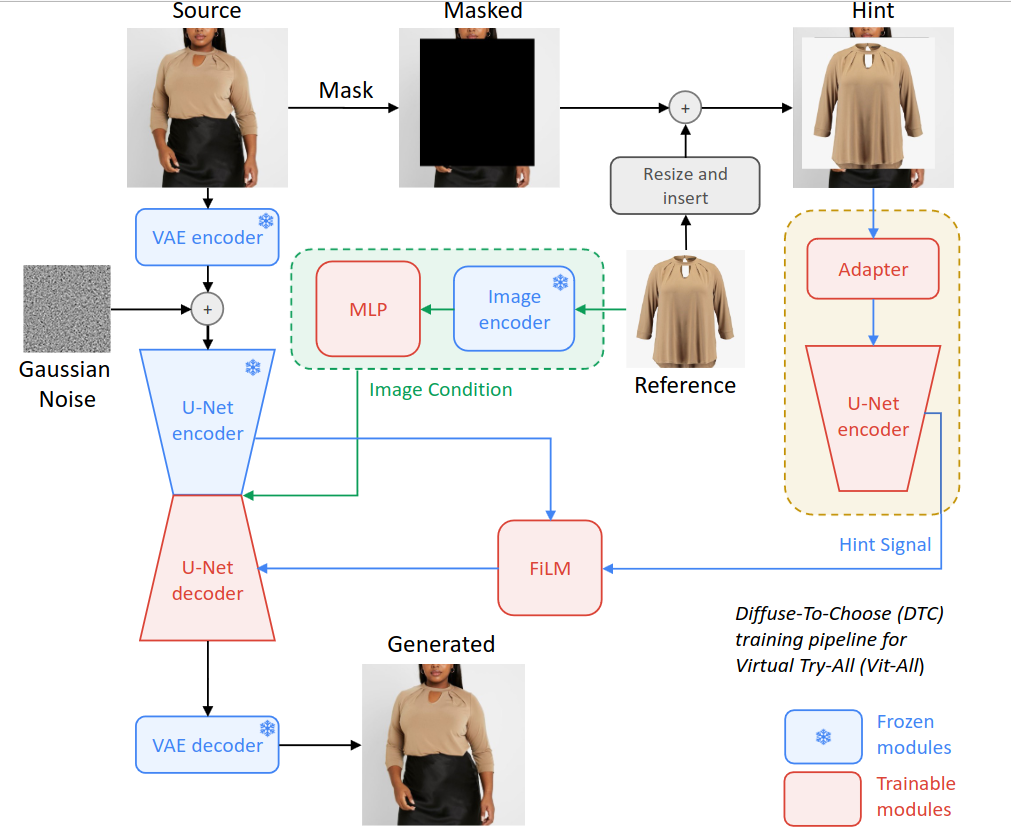 Source
Masked
Hint
Mask
+
Resize and
insert
VAE encoder
Adapter
MLP
Image
encoder
+
Gaussian
Noise
Reference
Image Condition
U-Net
encoder
U-Net
encoder
Hint Signal
U-Net
decoder
FiLM
Diffuse-To-Choose (DTC)
training pipeline for
Virtual Try-All (Vit-All)
Generated
VAE decoder
Frozen
modules
Trainable
modules